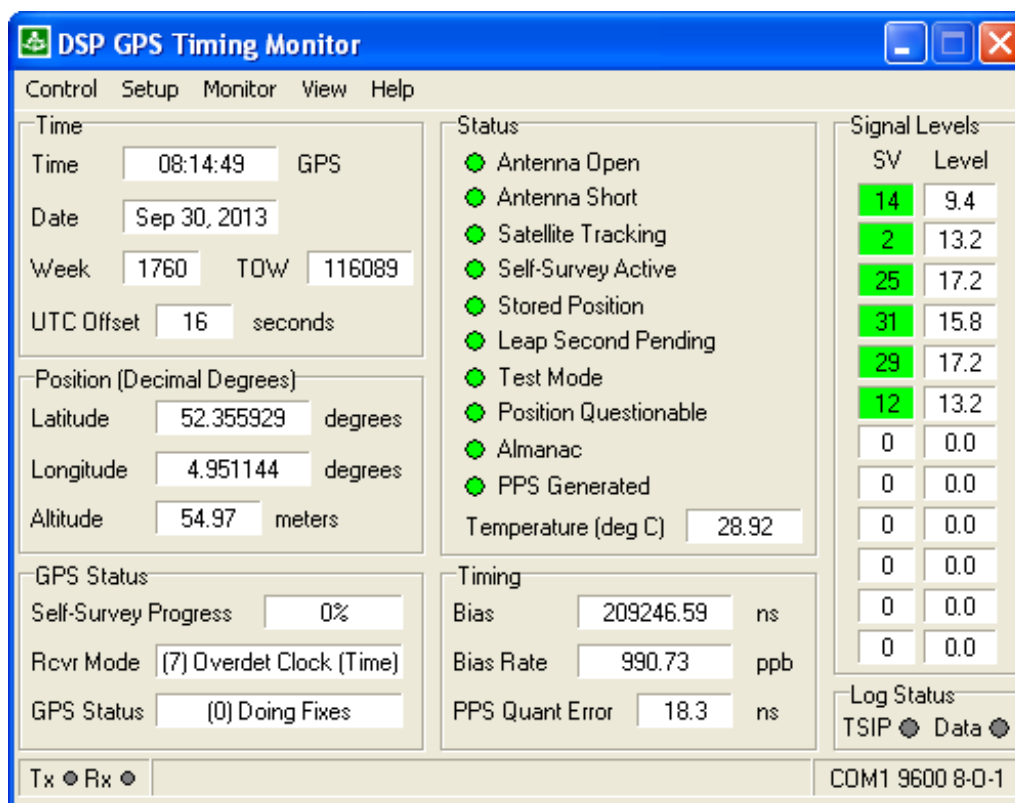 DSP GPS Timing Monitor
Control Setup Monitor View Help
Time
Time 08:14:49 GPS
Date Sep 30, 2013
Week 1760 TOW 116089
UTC Offset 16 seconds
Position (Decimal Degrees)
Latitude 52.355929 degrees
Longitude 4.951144 degrees
Altitude 54.97 meters
GPS Status
Self-Survey Progress 0%
Rcvr Mode (7) Overdet Clock (Time)
GPS Status (0) Doing Fixes
Status
Antenna Open
Antenna Short
Satellite Tracking
Self-Survey Active
Stored Position
Leap Second Pending
Test Mode
Position Questionable
Almanac
PPS Generated
Temperature (deg C) 28.92
Timing
Bias 209246.59 ns
Bias Rate 990.73 ppb
PPS Quant Error 18.3 ns
Signal Levels
SV Level
14 9.4
2 13.2
25 17.2
31 15.8
29 17.2
12 13.2
0 0.0
0 0.0
0 0.0
0 0.0
0 0.0
0 0.0
Log Status
TSIP Data
Tx Rx COM1 9600 8-O-1